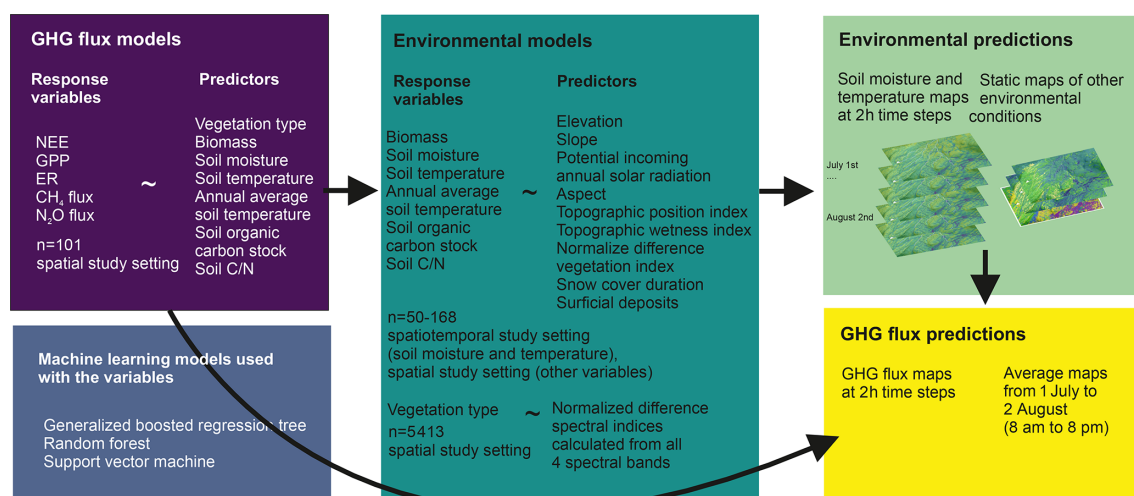 GHG flux models
Response
variables
NEE
GPP
ER
CH₄ flux
N₂O flux
n=101
spatial study setting
~
Predictors
Vegetation type
Biomass
Soil moisture
Soil temperature
Annual average
soil temperature
Soil organic
carbon stock
Soil C/N
Machine learning models used
with the variables
Generalized boosted regression tree
Random forest
Support vector machine
Environmental models
Response
variables
Biomass
Soil moisture
Soil temperature
Annual average
soil temperature
Soil organic
carbon stock
Soil C/N
~
Predictors
Elevation
Slope
Potential incoming
annual solar radiation
Aspect
Topographic position index
Topographic wetness index
Normalize difference
vegetation index
Snow cover duration
Surficial deposits
n=50-168
spatiotemporal study setting
(soil moisture and temperature),
spatial study setting (other variables)
Vegetation type
n=5413
spatial study setting
~
Normalized difference
spectral indices
calculated from all
4 spectral bands
Environmental predictions
Soil moisture and
temperature maps
at 2h time steps
Static maps of other
environmental
conditions
July 1st
....
August 2nd
GHG flux predictions
GHG flux maps
at 2h time steps
Average maps
from 1 July to
2 August
(8 am to 8 pm)